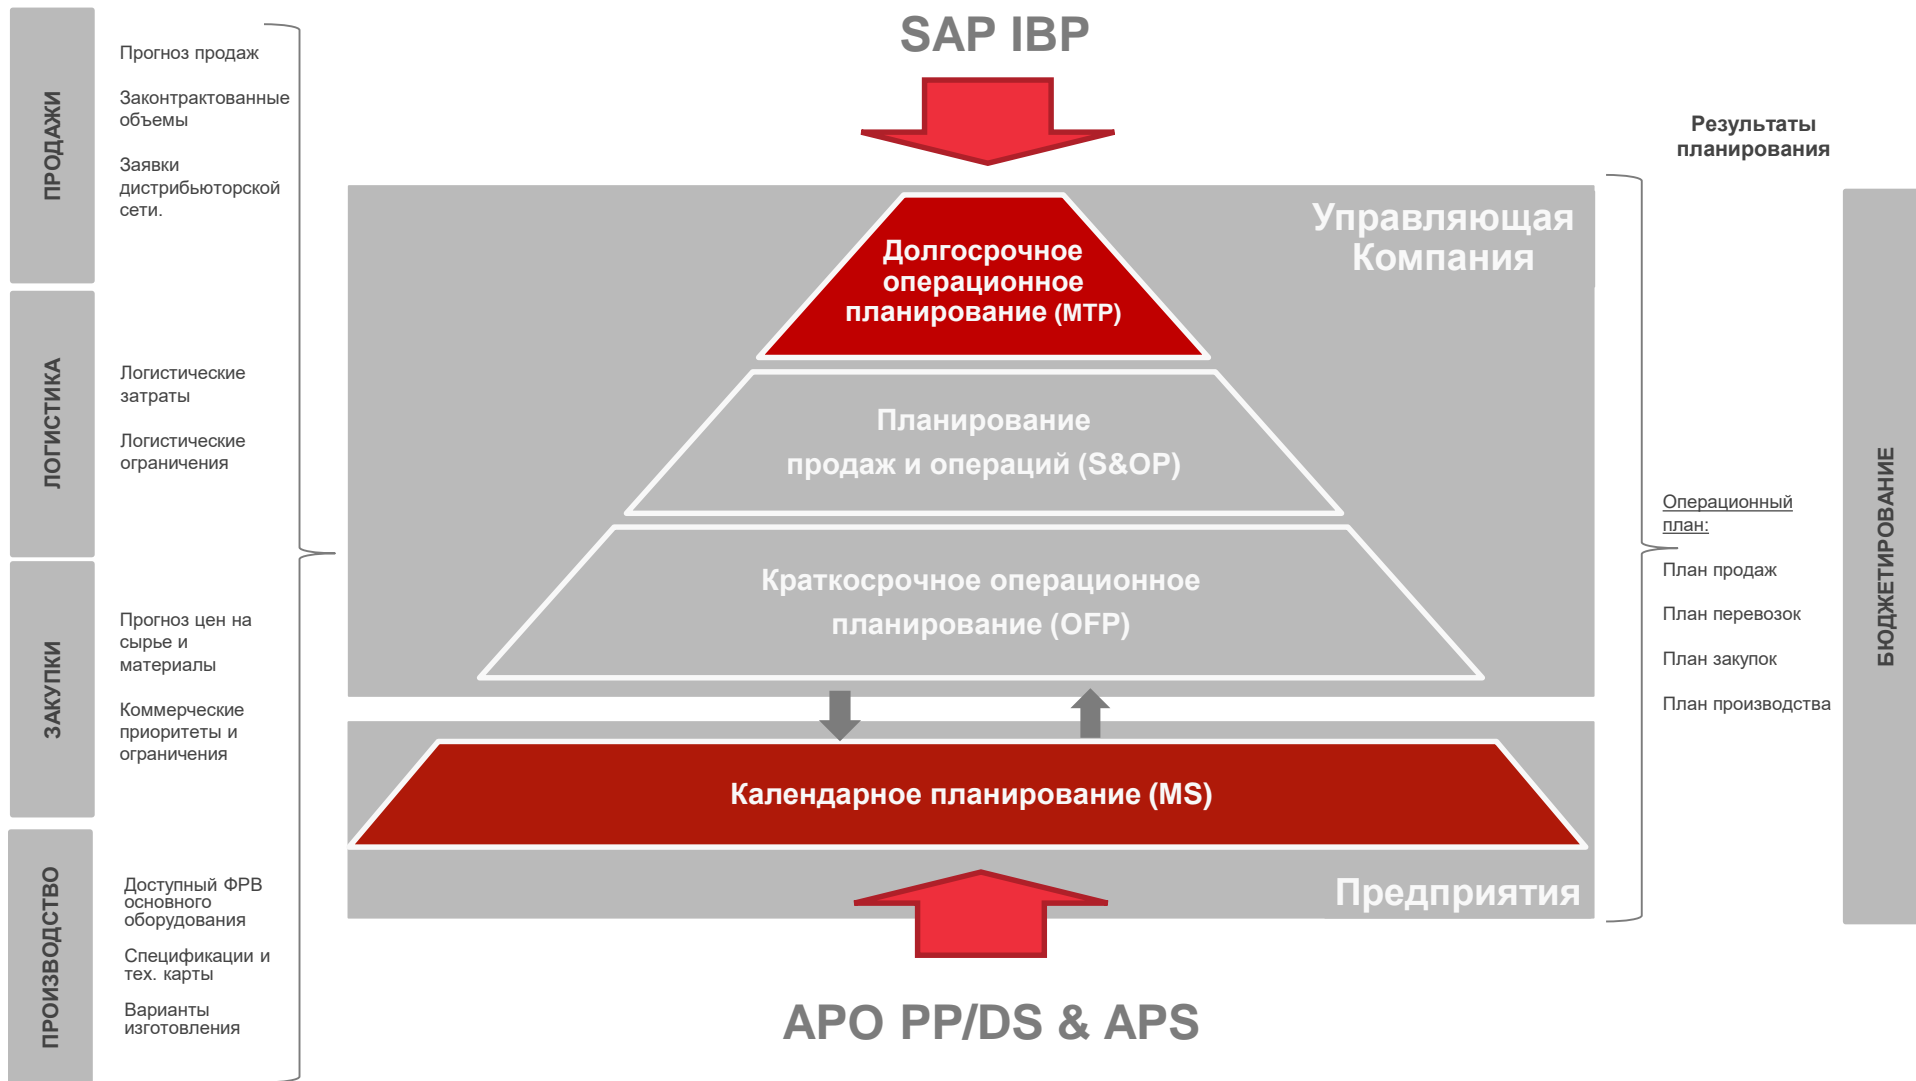 SAP IBP
ПРОДАЖИ
Прогноз продаж
Законтрактованные
объемы
Заявки
дистрибьюторской
сети.
ЛОГИСТИКА
Логистические
затраты
Логистические
ограничения
ЗАКУПКИ
Прогноз цен на
сырье и
материалы
Коммерческие
приоритеты и
ограничения
ПРОИЗВОДСТВО
Доступный ФРВ
основного
оборудования
Спецификации и
тех. карты
Варианты
изготовления
Управляющая
Компания
Долгосрочное
операционное
планирование (MTP)
Планирование
продаж и операций (S&OP)
Краткосрочное операционное
планирование (OFP)
Календарное планирование (MS)
Предприятия
APO PP/DS & APS
Результаты
планирования
Операционный
план:
План продаж
План перевозок
План закупок
План производства
БЮДЖЕТИРОВАНИЕ